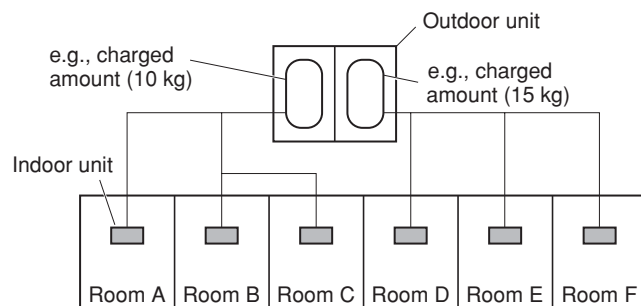 Outdoor unit
e.g., charged
amount (10 kg)
e.g., charged
amount (15 kg)
Indoor unit
Room A
Room B
Room C
Room D
Room E
Room F